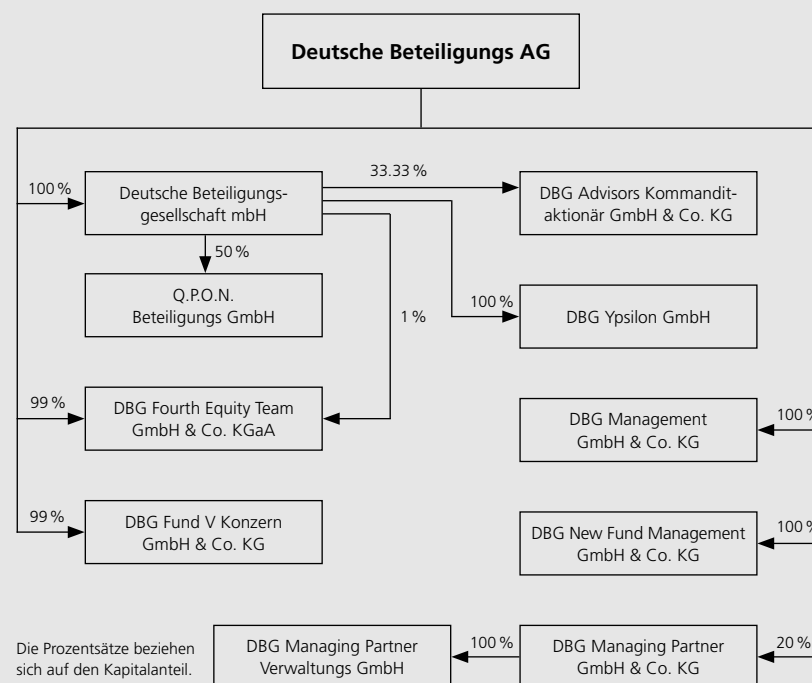 Deutsche Beteiligungs AG
100 %
Deutsche Beteiligungs-
gesellschaft mbH
33.33 %
DBG Advisors Kommandit-
aktionär GmbH & Co. KG
50 %
Q.P.O.N.
Beteiligungs GmbH
1 %
100 %
DBG Ypsilon GmbH
99 %
DBG Fourth Equity Team
GmbH & Co. KGaA
DBG Management
GmbH & Co. KG
100 %
99 %
DBG Fund V Konzern
GmbH & Co. KG
DBG New Fund Management
GmbH & Co. KG
100 %
Die Prozentsätze beziehen
sich auf den Kapitalanteil.
DBG Managing Partner
Verwaltungs GmbH
100 %
DBG Managing Partner
GmbH & Co. KG
20 %